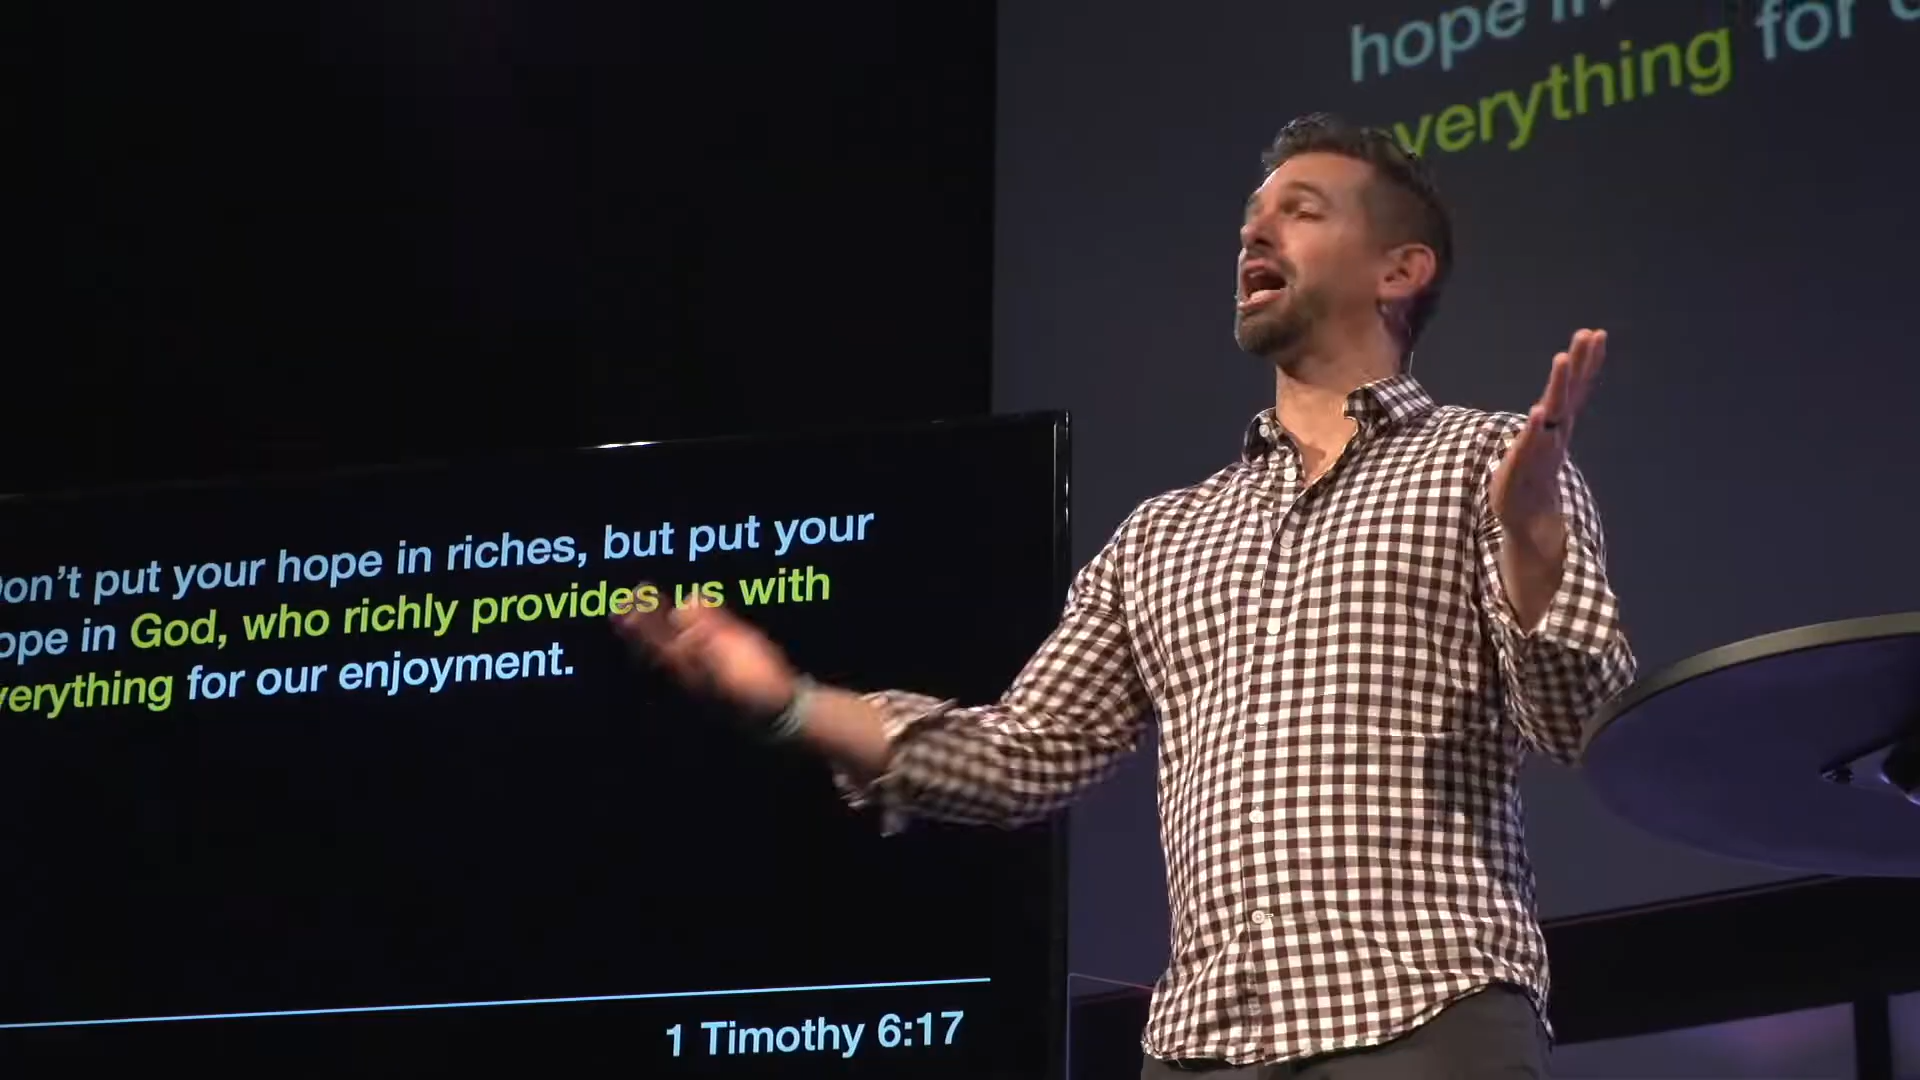 hope in
everything for
on't put your hope in riches, but put your
ope in God, who richly provides us with
verything for our enjoyment.
1 Timothy 6:17